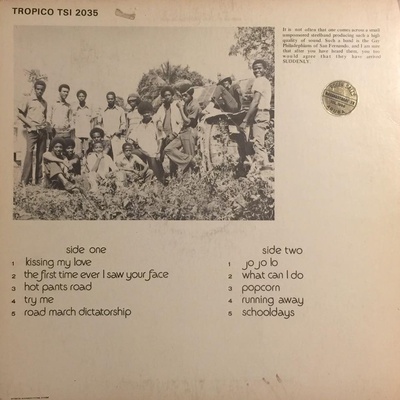 TROPICO TSI 2035
It is not often that one comes across a small
unsponsored steelband producing such a high
quality of sound. Such a band is the Gay
Philadelphians of San Fernando, and I am sure
that after you have heard them, you too
would agree that they have arrived
SUDDENLY.
side one
1 kissing my love
2 the first time ever I saw your face
3 hot pants road
4 try me
5 road march dictatorship
side two
1 jo jo lo
2 what can I do
3 popcorn
4 running away
5 schooldays